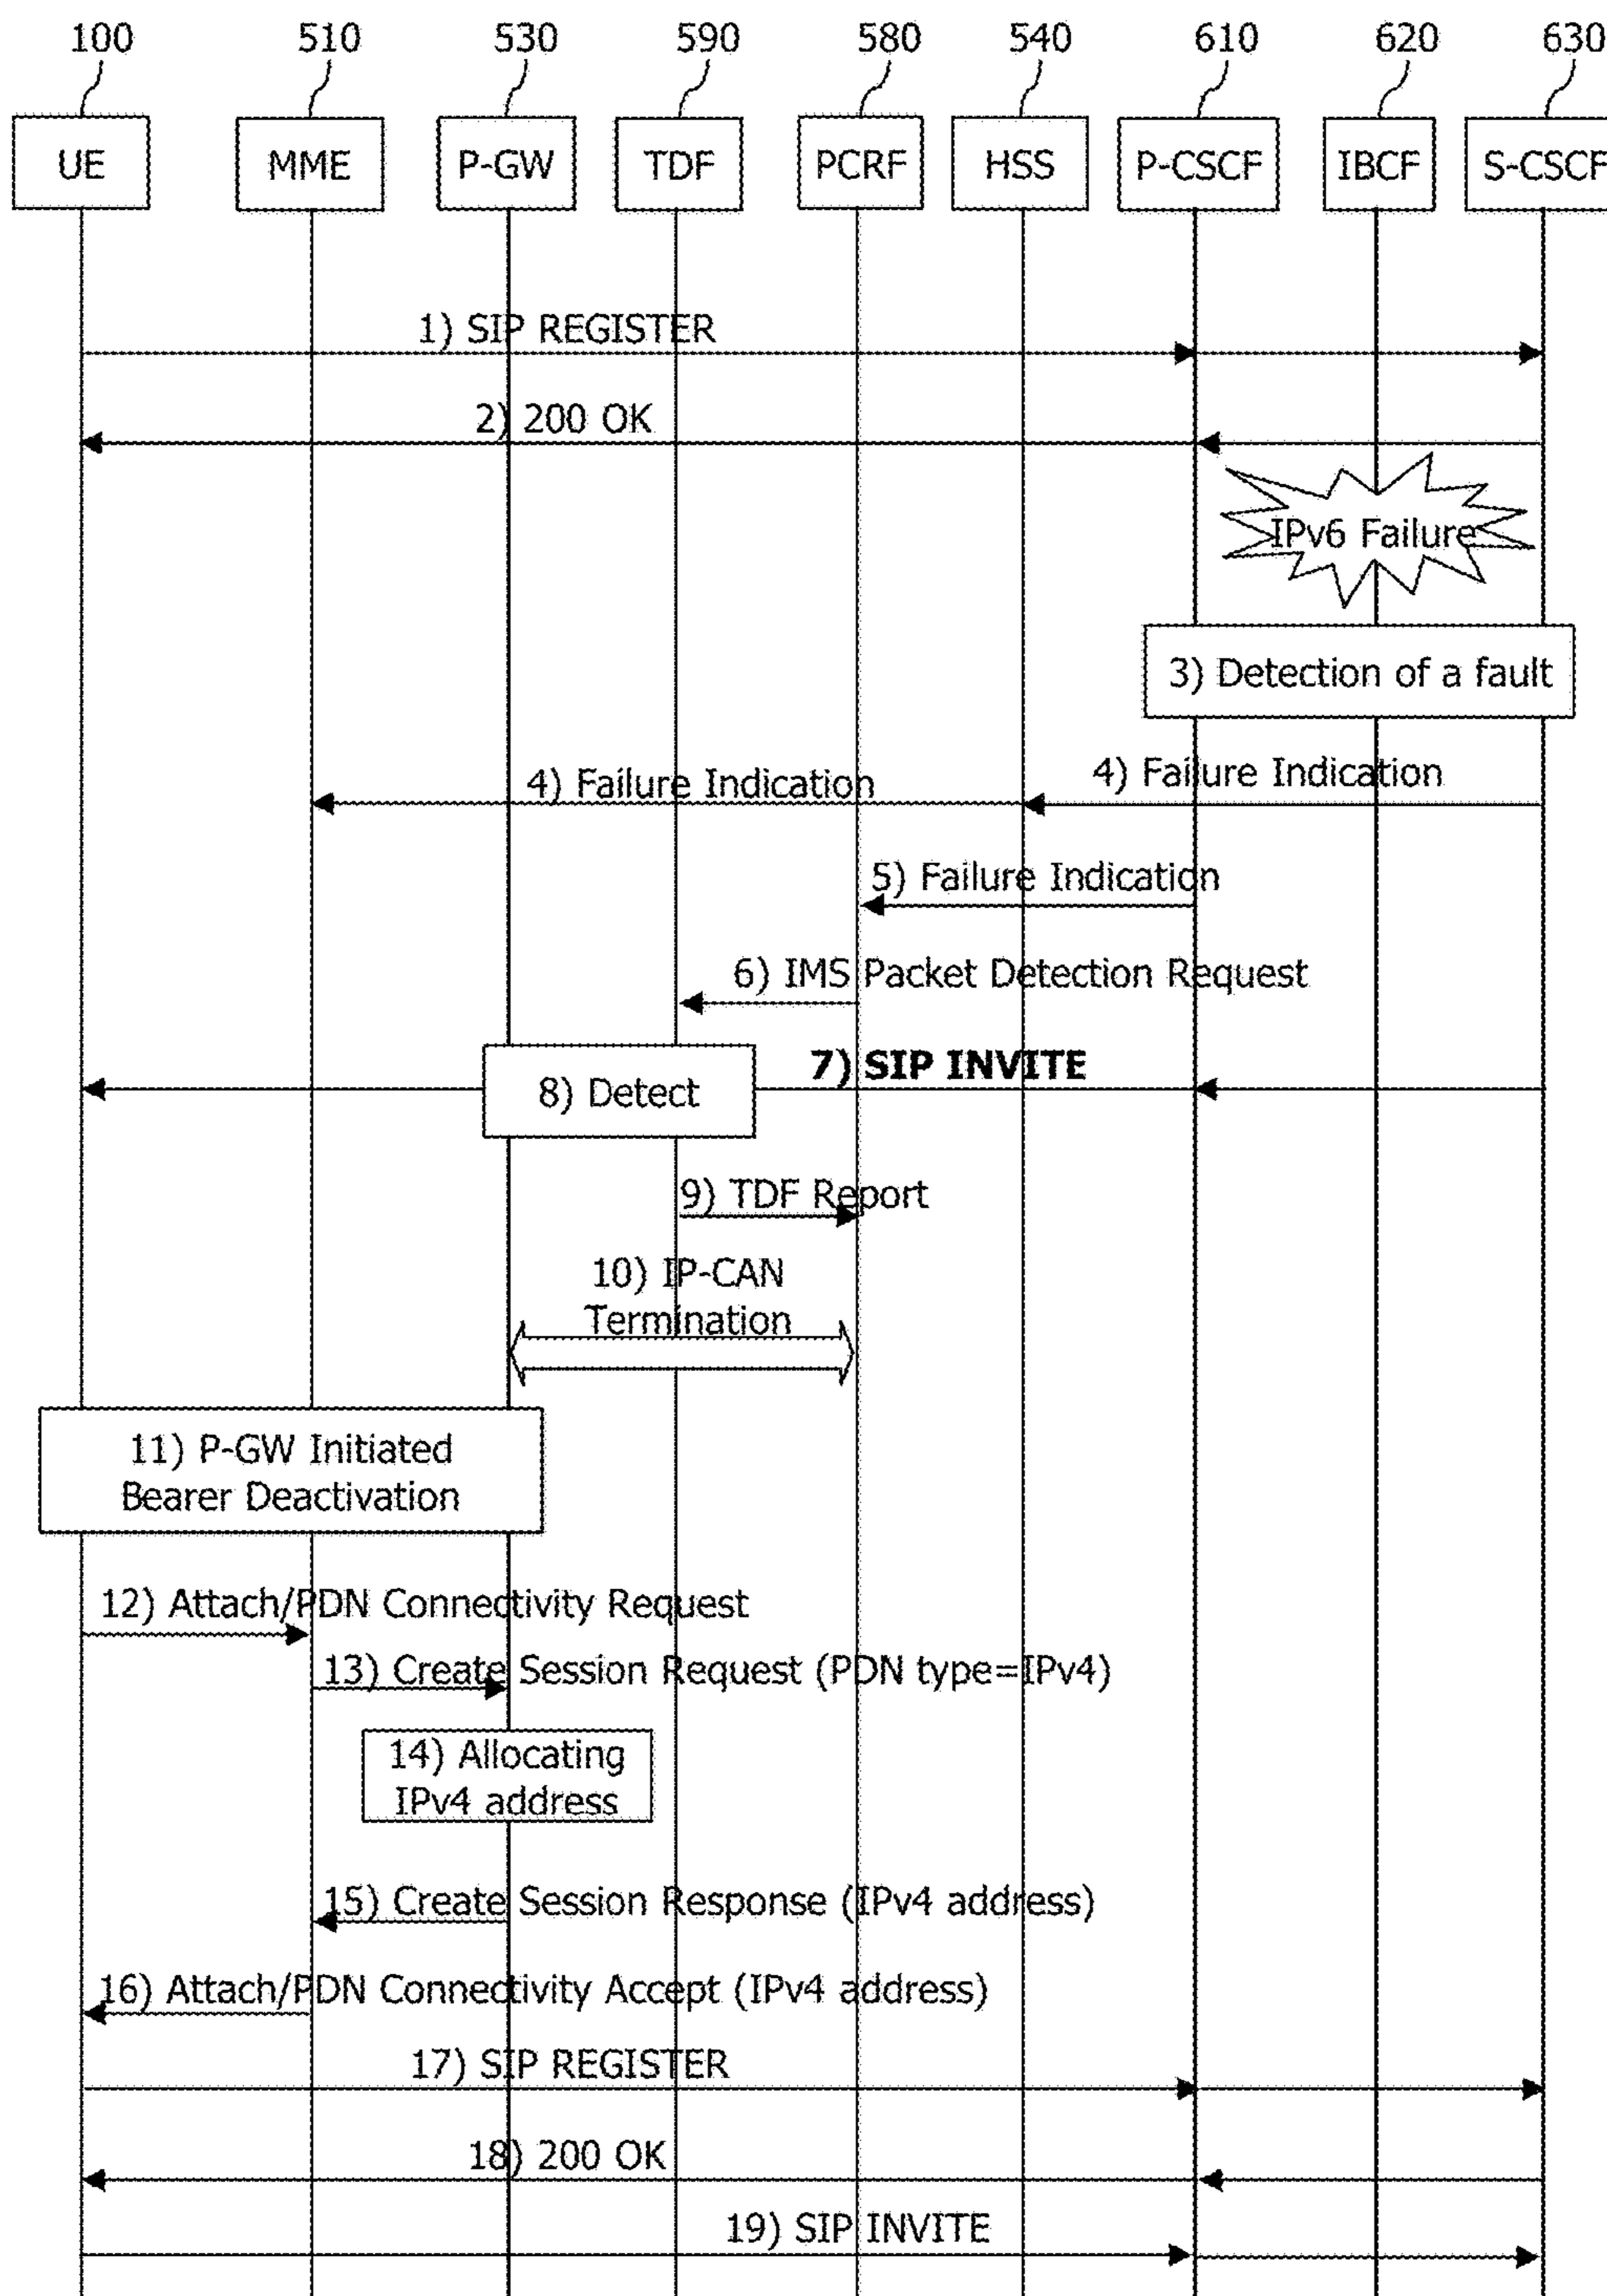 100 510 530 590 580 540 610 620 630
UE MME P-GW TDF PCRF HSS P-CSCF IBCF S-CSCF
1) SIP REGISTER
2) 200 OK
IPv6 Failure
3) Detection of a fault
4) Failure Indication 4) Failure Indication
5) Failure Indication
6) IMS Packet Detection Request
7) SIP INVITE
8) Detect
9) TDF Report
10) IP-CAN
Termination
11) P-GW Initiated
Bearer Deactivation
12) Attach/PDN Connectivity Request
13) Create Session Request (PDN type=IPv4)
14) Allocating
IPv4 address
15) Create Session Response (IPv4 address)
16) Attach/PDN Connectivity Accept (IPv4 address)
17) SIP REGISTER
18) 200 OK
19) SIP INVITE